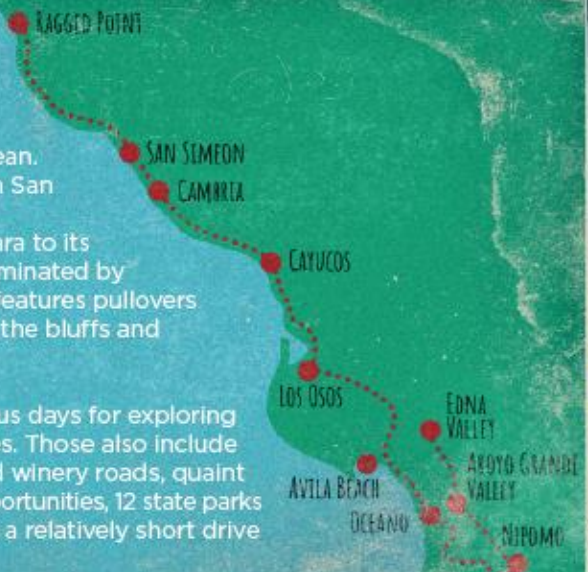 RAGGED POINT
ean.
SAN SIMEON
n San
CAMBRIA
ara to its
minated by
CAYUCOS
features pullovers
the bluffs and
LOS OSOS
us days for exploring
EDNA
VALLEY
es. Those also include
l winery roads, quaint
AROYO GRANDE
VALLEY
AVILA BEACH
portunities, 12 state parks
OCEANO
a relatively short drive
NIPOMO